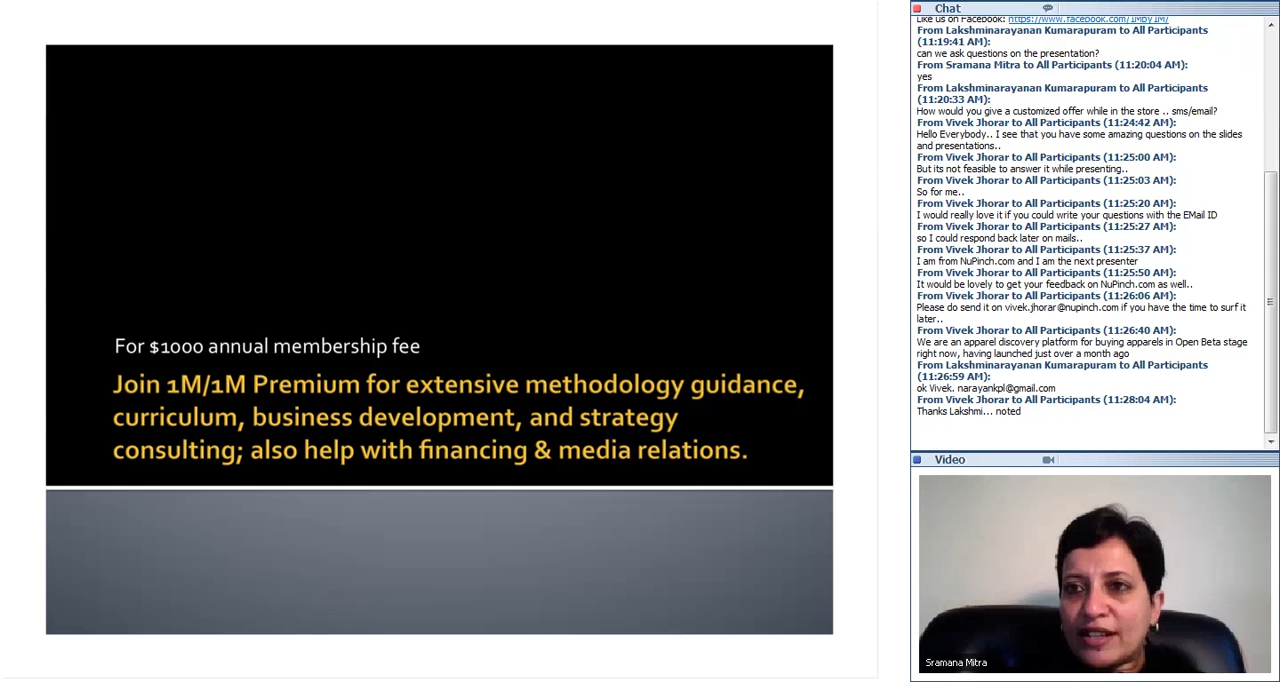 For $1000 annual membership fee
Join 1M/1M Premium for extensive methodology guidance,
curriculum, business development, and strategy
consulting; also help with financing & media relations.
Chat
Like us on Facebook: https://www.facebook.com/1Mby1M/
From Lakshminarayanan Kumarapuram to All Participants
(11:19:41 AM):
can we ask questions on the presentation?
From Sramana Mitra to All Participants (11:20:04 AM):
yes
From Lakshminarayanan Kumarapuram to All Participants
(11:20:33 AM):
How would you give a customized offer while in the store .. sms/email?
From Vivek Jhorar to All Participants (11:24:42 AM):
Hello Everybody.. I see that you have some amazing questions on the slides
and presentations..
From Vivek Jhorar to All Participants (11:25:00 AM):
But its not feasible to answer it while presenting..
From Vivek Jhorar to All Participants (11:25:03 AM):
So for me..
From Vivek Jhorar to All Participants (11:25:20 AM):
I would really love it if you could write your questions with the EMail ID
From Vivek Jhorar to All Participants (11:25:27 AM):
so I could respond back later on mails..
From Vivek Jhorar to All Participants (11:25:37 AM):
I am from NuPinch.com and I am the next presenter
From Vivek Jhorar to All Participants (11:25:50 AM):
It would be lovely to get your feedback on NuPinch.com as well..
From Vivek Jhorar to All Participants (11:26:06 AM):
Please do send it on vivek.jhorar@nupinch.com if you have the time to surf it
later..
From Vivek Jhorar to All Participants (11:26:40 AM):
We are an apparel discovery platform for buying apparels in Open Beta stage
right now, having launched just over a month ago
From Lakshminarayanan Kumarapuram to All Participants
(11:26:59 AM):
ok Vivek. narayankpl@gmail.com
From Vivek Jhorar to All Participants (11:28:04 AM):
Thanks Lakshmi... noted
Video
Sramana Mitra